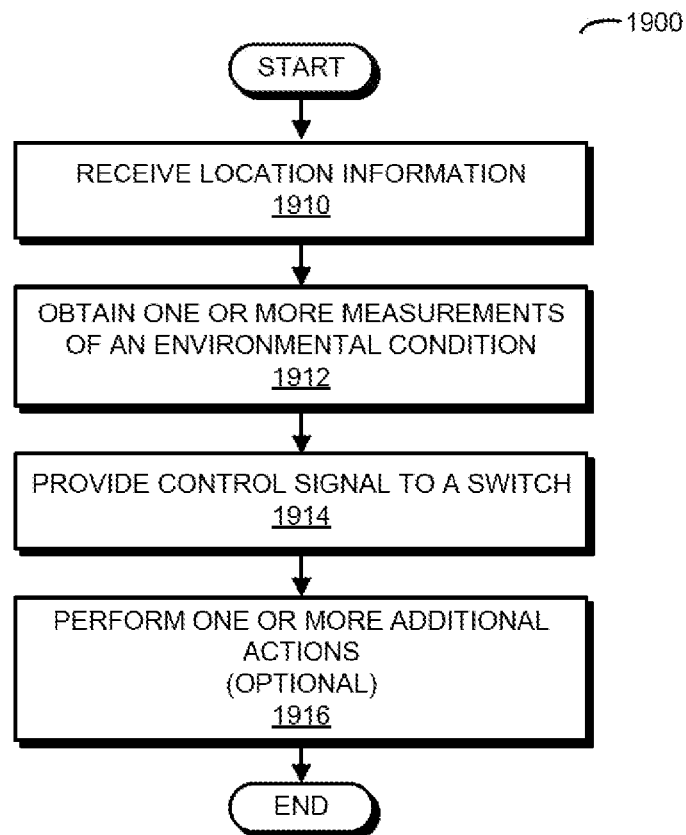 1900
START
RECEIVE LOCATION INFORMATION
1910
OBTAIN ONE OR MORE MEASUREMENTS
OF AN ENVIRONMENTAL CONDITION
1912
PROVIDE CONTROL SIGNAL TO A SWITCH
1914
PERFORM ONE OR MORE ADDITIONAL
ACTIONS
(OPTIONAL)
1916
END